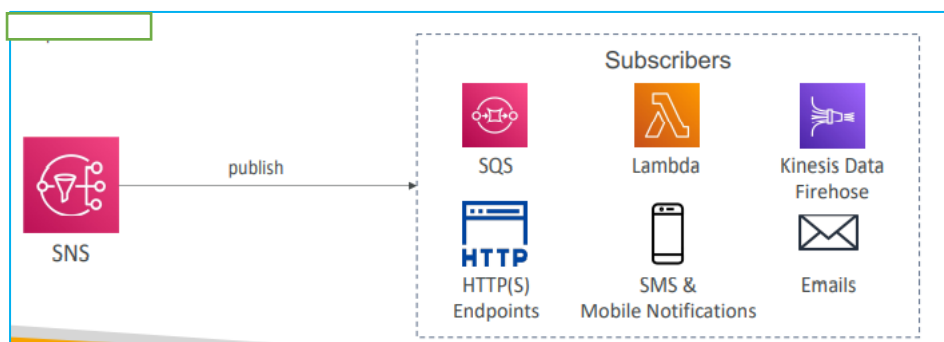 Subscribers
publish
SNS
SQS
Lambda
Kinesis Data
Firehose
HTTP
HTTP(S)
Endpoints
SMS &
Mobile Notifications
Emails